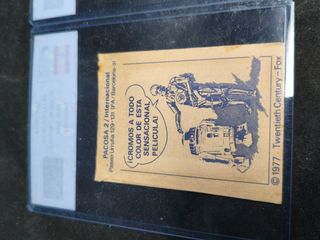 PACOSA 2 / Internacional
¡CROMOS A TODO
COLOR DE ESTA
SENSACIONAL
PELICULA!
© 1977 Twentieth Century - Fox